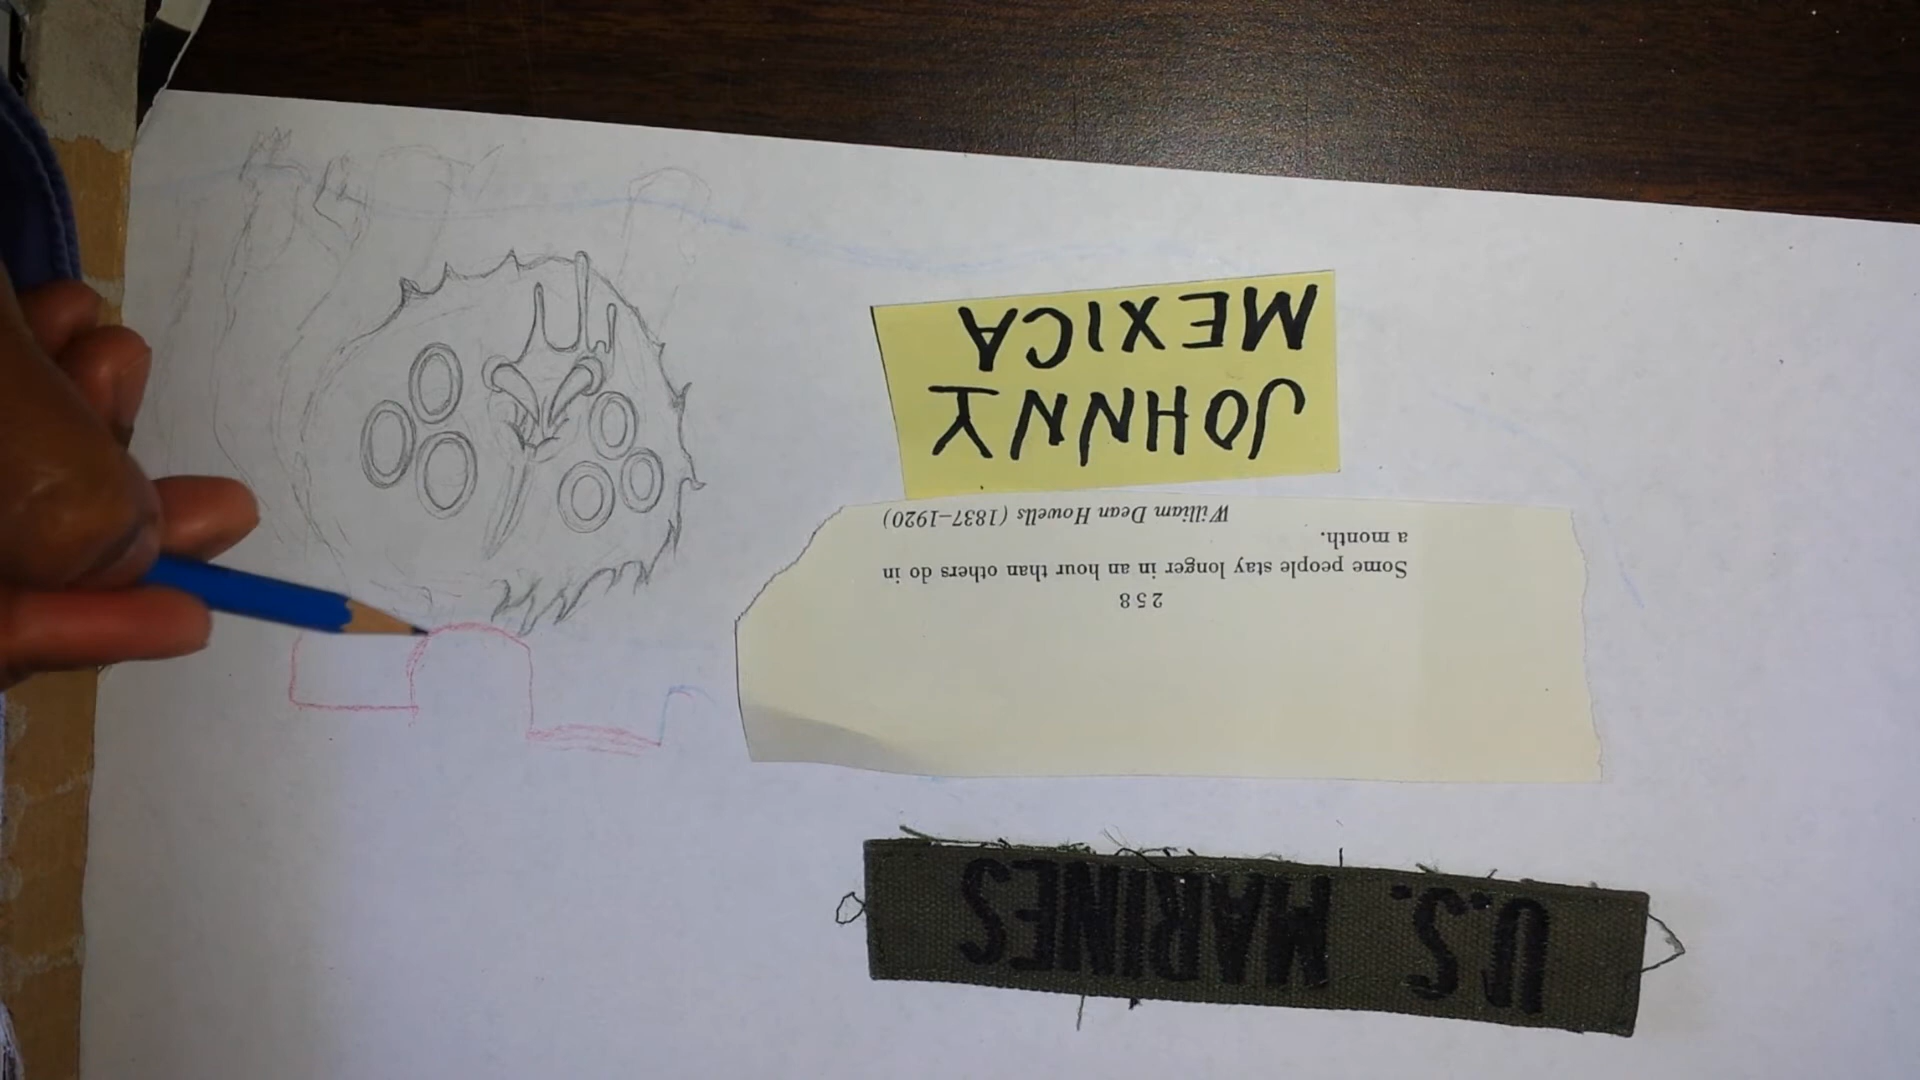 U.S. MARINES
258
Some people stay longer in an hour than others do in
a month.
William Dean Howells (1837–1920)
JOHNNY
MEXICA